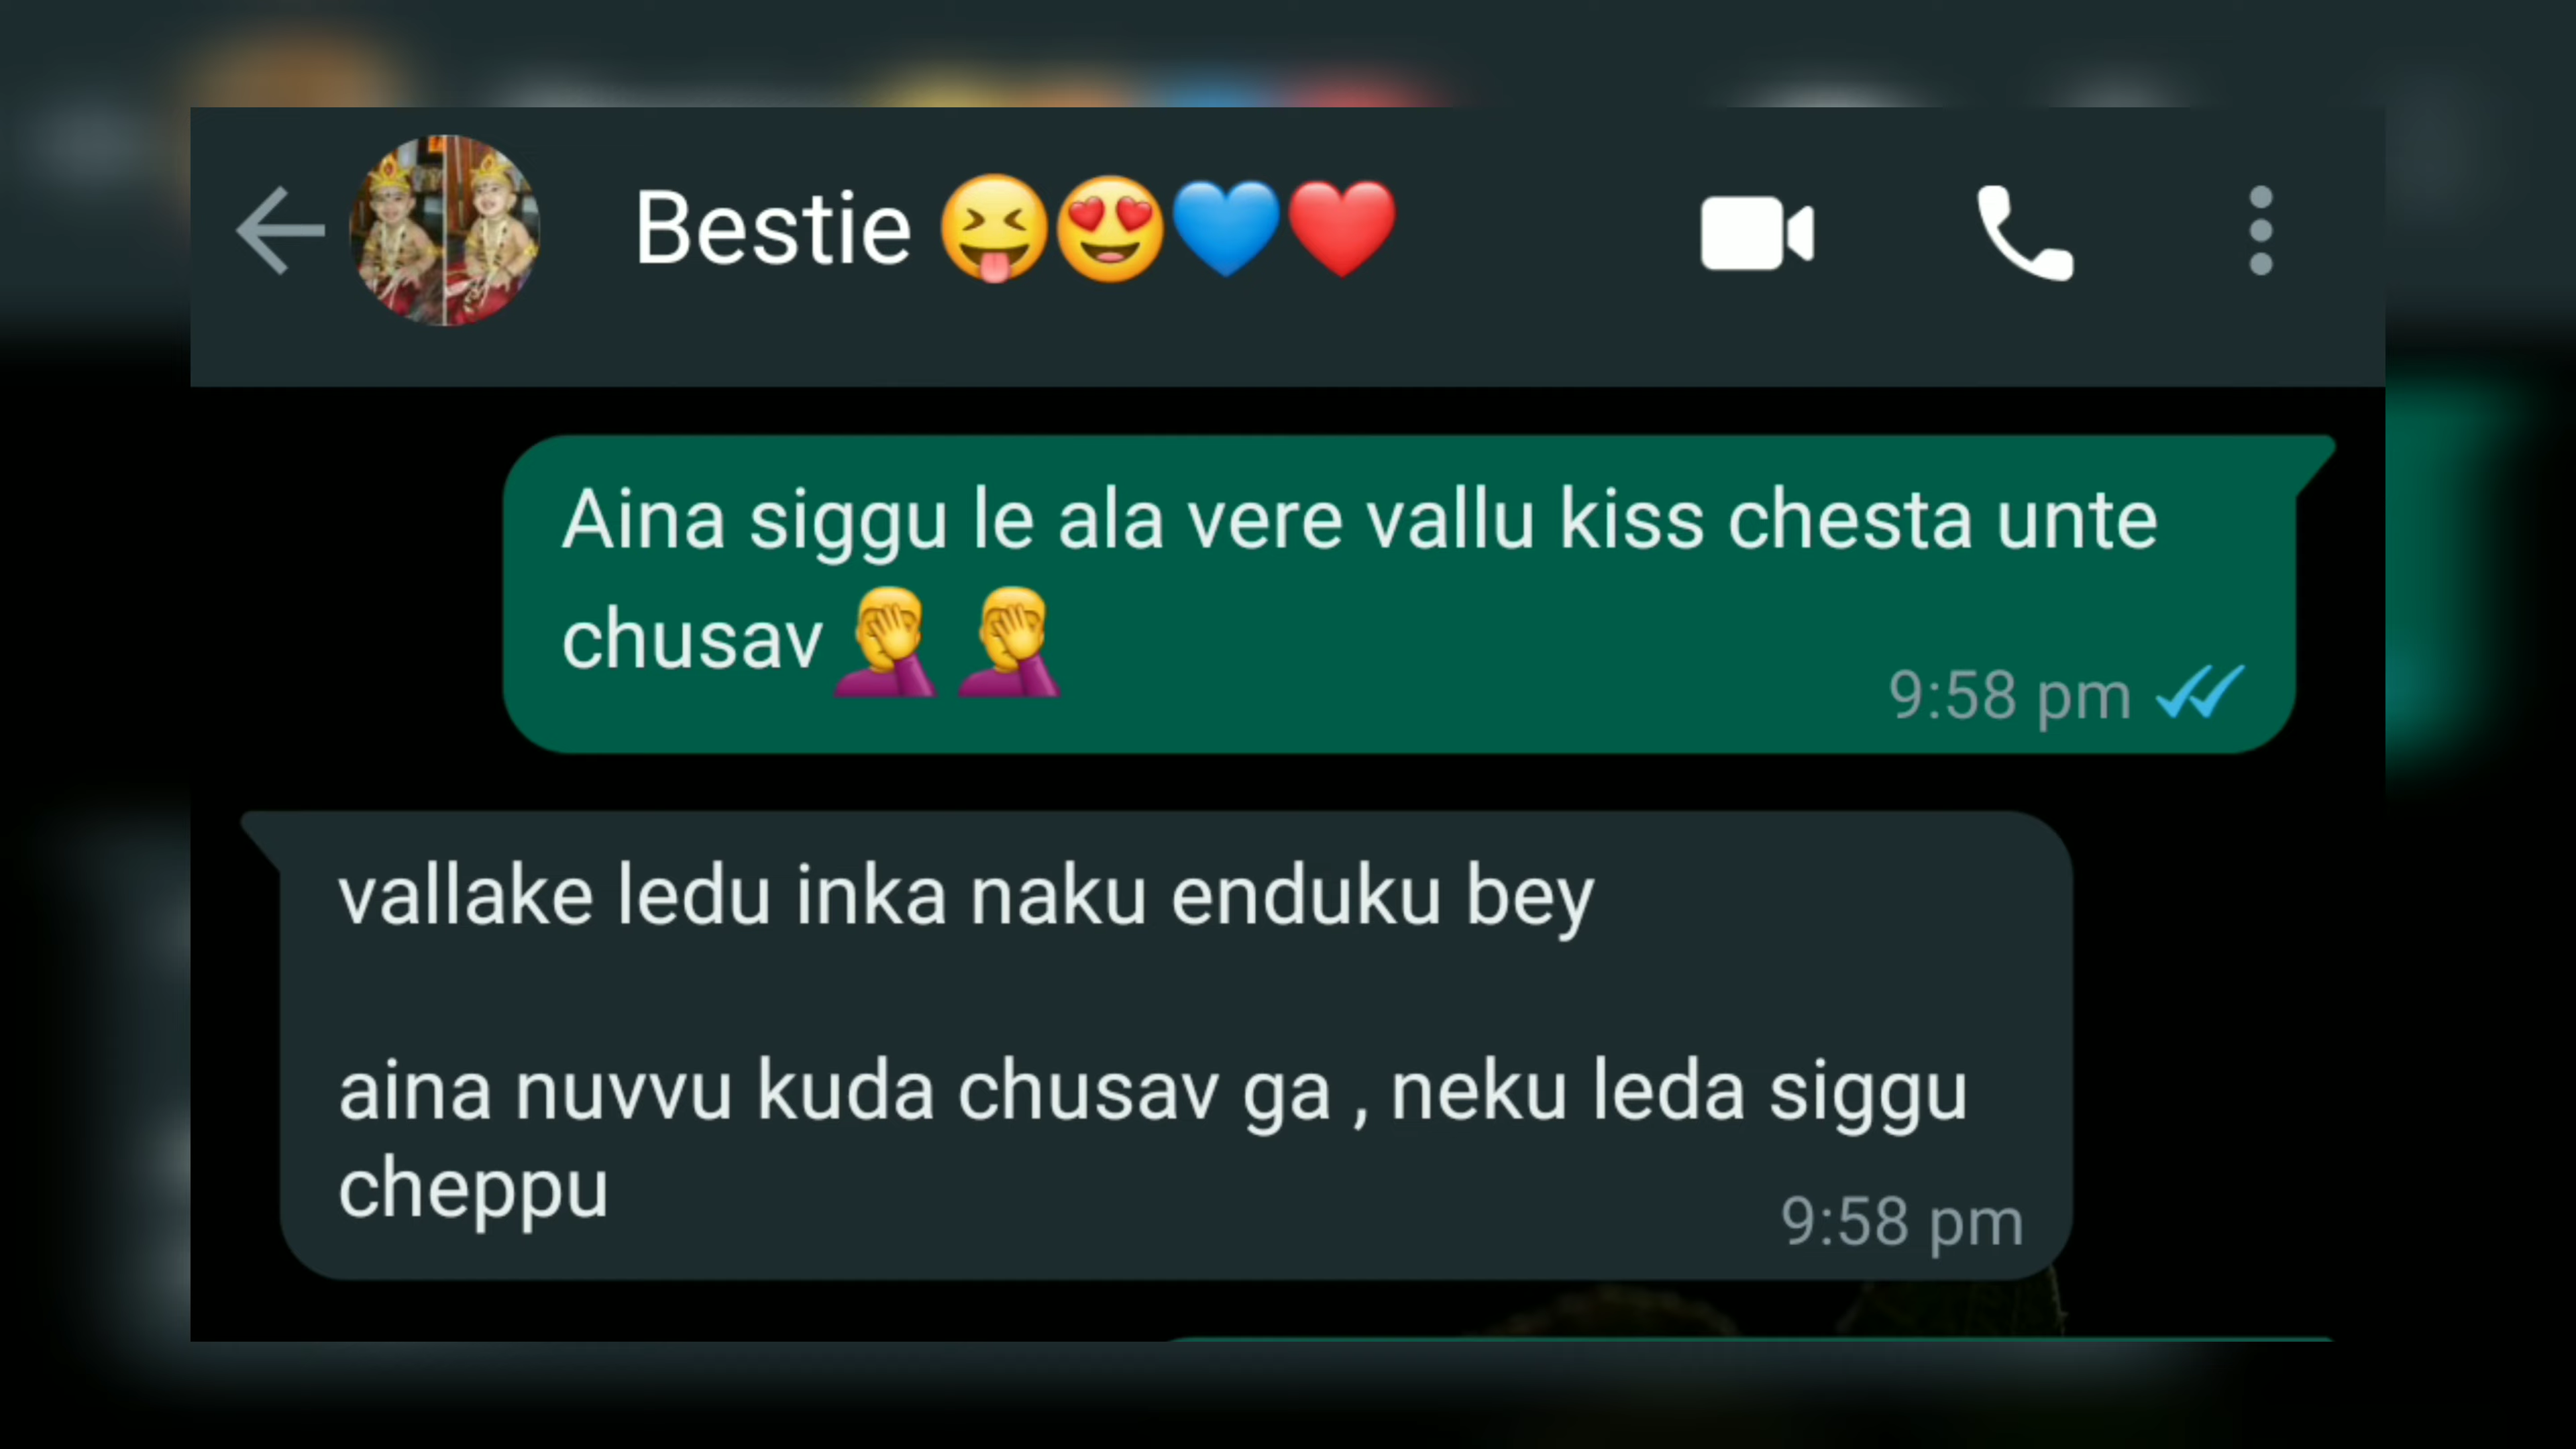 Bestie 😝😍💙❤️
Aina siggu le ala vere vallu kiss chesta unte
chusav🤦🤦
9:58 pm
vallake ledu inka naku enduku bey
aina nuvvu kuda chusav ga , neku leda siggu
cheppu
9:58 pm